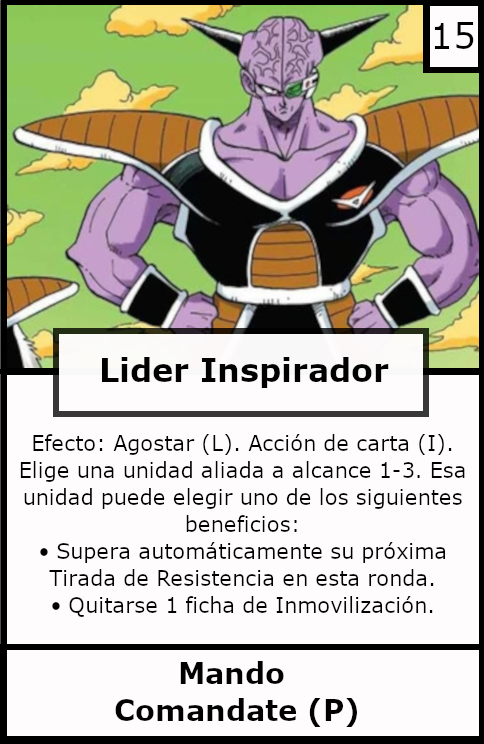 15
Lider Inspirador
Efecto: Agostar (L). Acción de carta (I).
Elige una unidad aliada a alcance 1-3. Esa
unidad puede elegir uno de los siguientes
beneficios:
• Supera automáticamente su próxima
Tirada de Resistencia en esta ronda.
• Quitarse 1 ficha de Inmovilización.
Mando
Comandate (P)